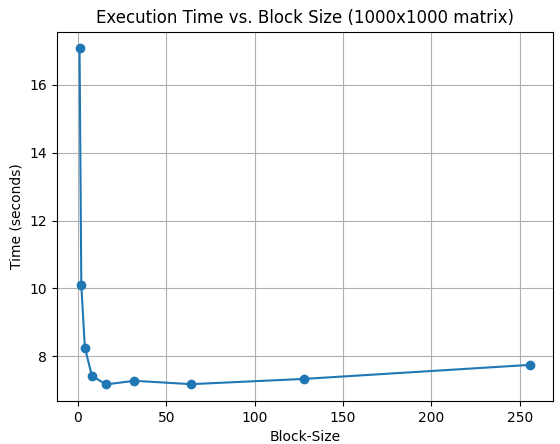 Execution Time vs. Block Size (1000x1000 matrix)
16
14
12
10
8
Time (seconds)
0 50 100 150 200 250
Block-Size